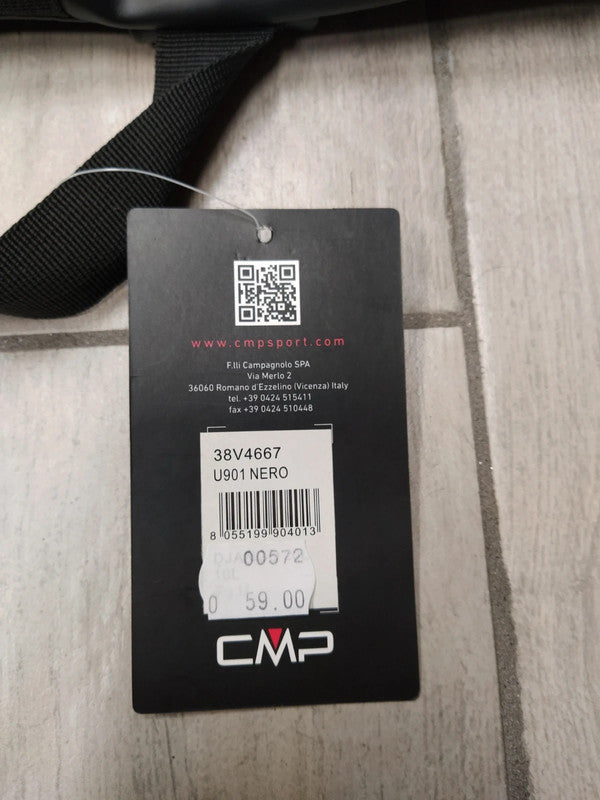 www.cmpsport.com
F.lli Campagnolo SPA
Via Merlo 2
36060 Romano d'Ezzelino (Vicenza) Italy
tel. +39 0424 515411
fax +39 0424 510448
38V4667
U901 NERO
8 055199 904013
00572
59.00
CMP